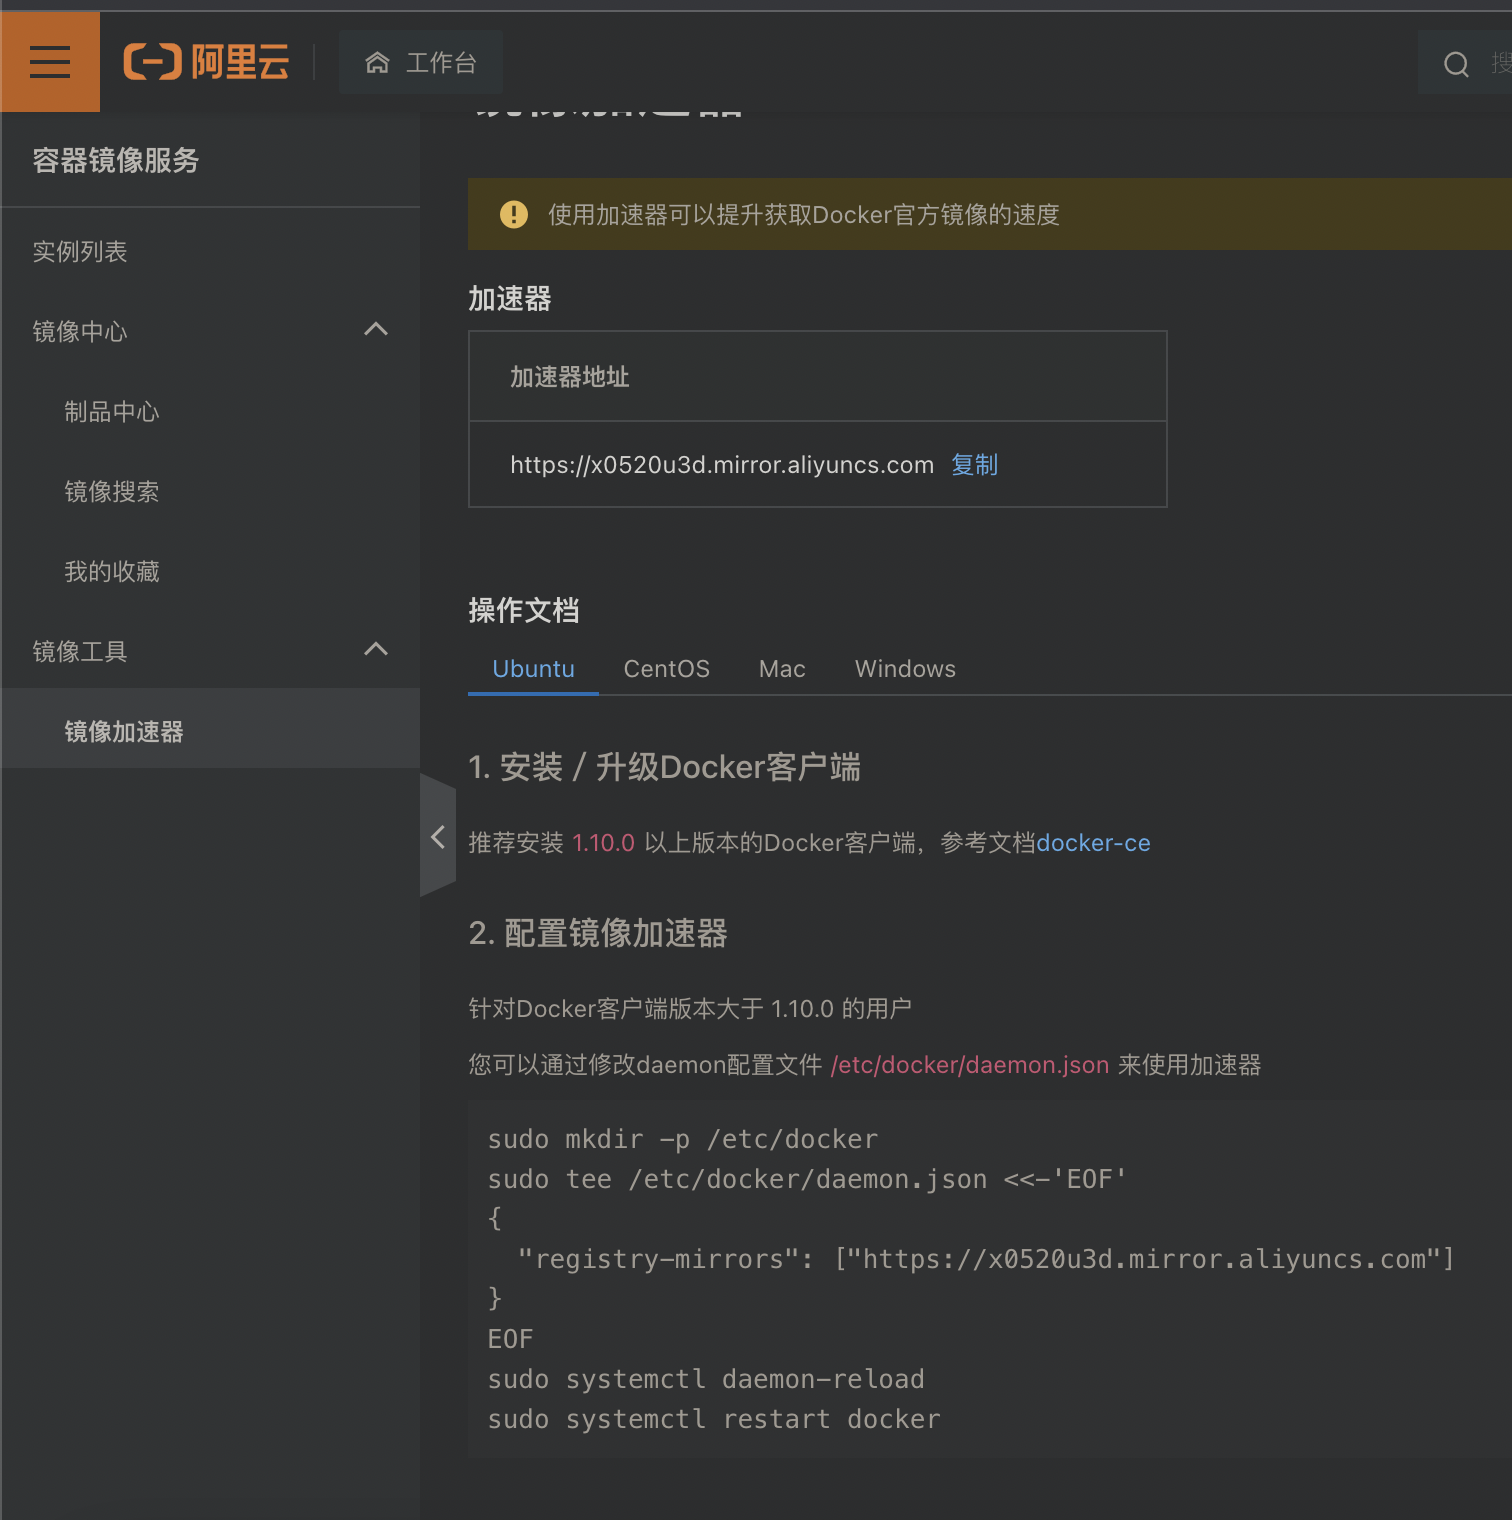 阿里云
工作台
搜
容器镜像服务
实例列表
镜像中心
制品中心
镜像搜索
我的收藏
镜像工具
镜像加速器
使用加速器可以提升获取Docker官方镜像的速度
加速器
加速器地址
https://x0520u3d.mirror.aliyuncs.com 复制
操作文档
Ubuntu CentOS Mac Windows
1. 安装 / 升级Docker客户端
推荐安装 1.10.0 以上版本的Docker客户端，参考文档docker-ce
2. 配置镜像加速器
针对Docker客户端版本大于 1.10.0 的用户
您可以通过修改daemon配置文件 /etc/docker/daemon.json 来使用加速器
sudo mkdir -p /etc/docker
sudo tee /etc/docker/daemon.json <<-'EOF'
{
  "registry-mirrors": ["https://x0520u3d.mirror.aliyuncs.com"]
}
EOF
sudo systemctl daemon-reload
sudo systemctl restart docker